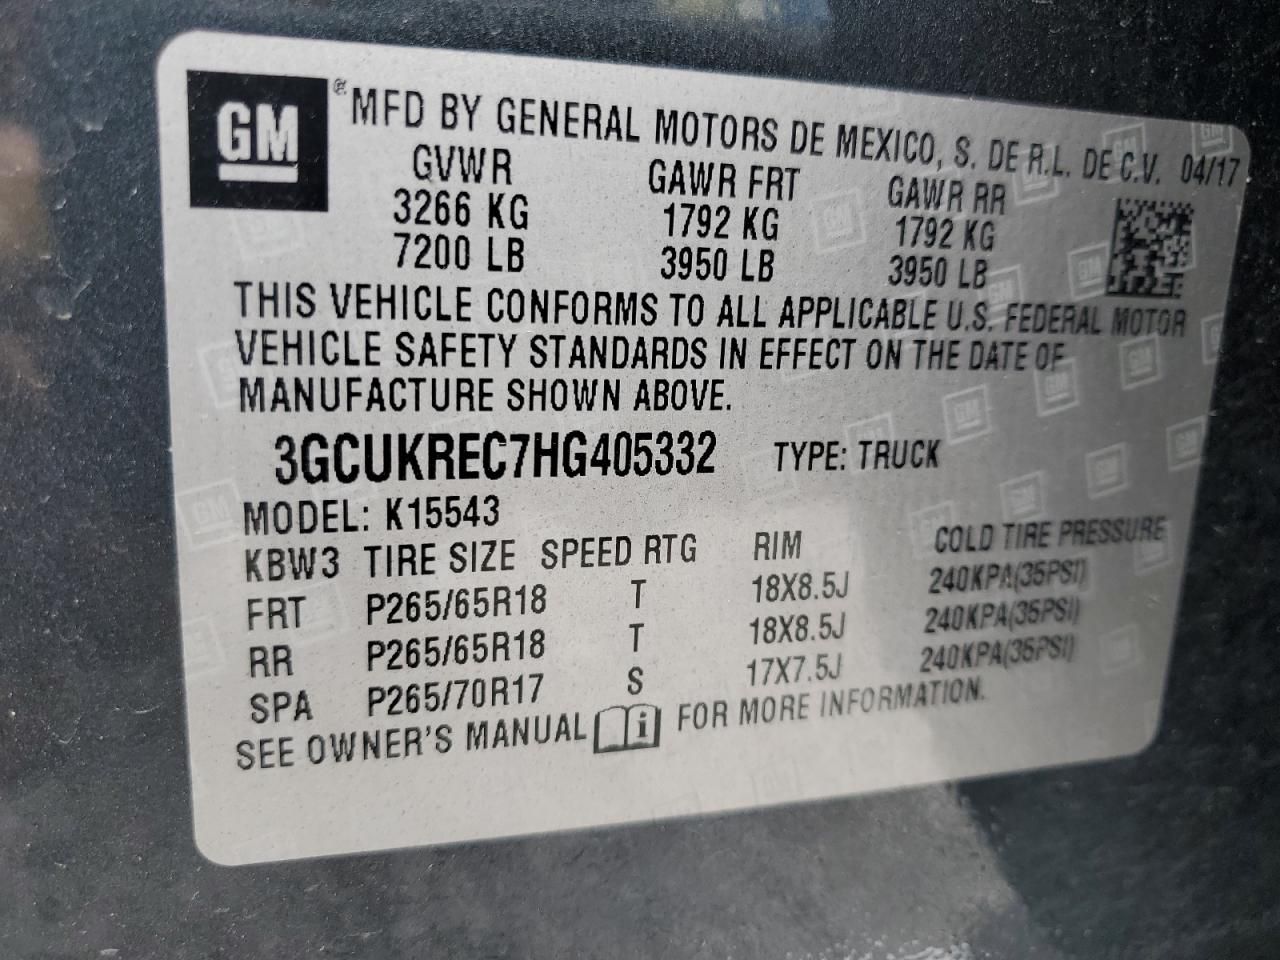 GM
® MFD BY GENERAL MOTORS DE MEXICO, S. DE R.L. DE C.V. 04/17
GVWR GAWR FRT GAWR RR
3266 KG 1792 KG 1792 KG
7200 LB 3950 LB 3950 LB
THIS VEHICLE CONFORMS TO ALL APPLICABLE U.S. FEDERAL MOTOR
VEHICLE SAFETY STANDARDS IN EFFECT ON THE DATE OF
MANUFACTURE SHOWN ABOVE.
3GCUKREC7HG405332 TYPE: TRUCK
MODEL: K15543
KBW3 TIRE SIZE SPEED RTG RIM COLD TIRE PRESSURE
FRT P265/65R18 T 18X8.5J 240KPA(35PSI)
RR P265/65R18 T 18X8.5J 240KPA(35PSI)
SPA P265/70R17 S 17X7.5J 240KPA(35PSI)
SEE OWNER'S MANUAL i FOR MORE INFORMATION.